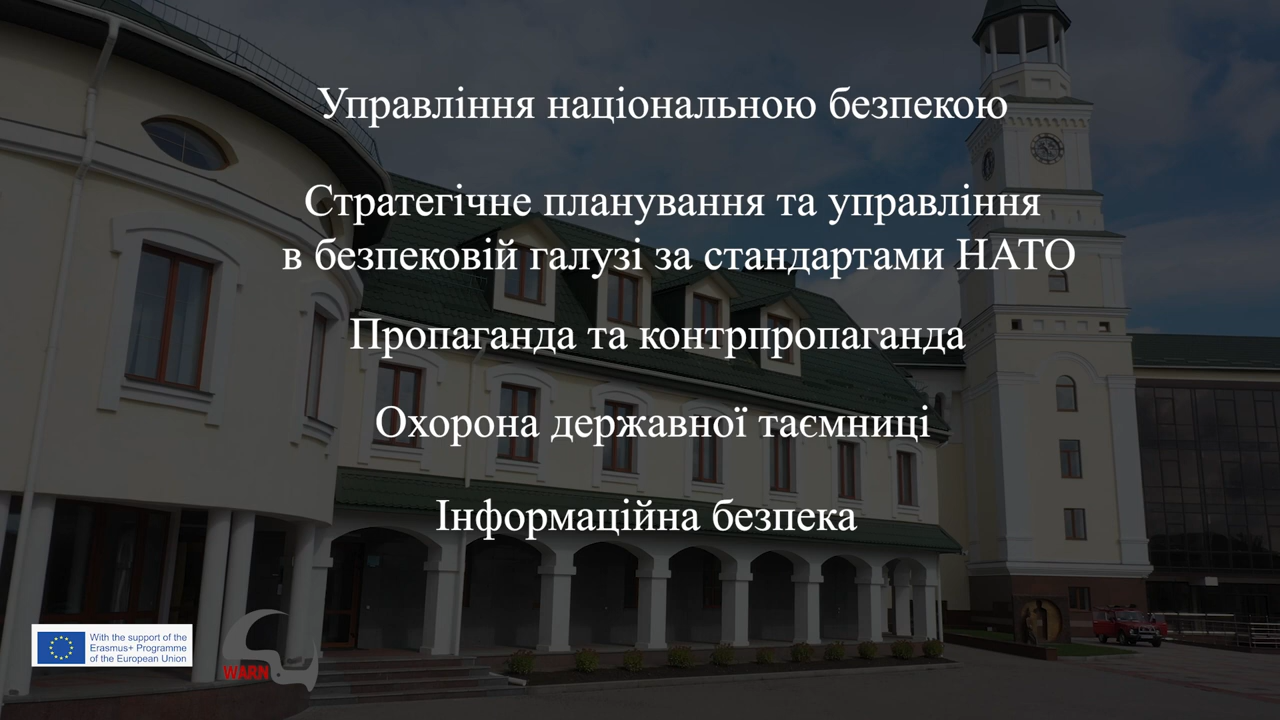 Управління національною безпекою
Стратегічне планування та управління
в безпековій галузі за стандартами НАТО
Пропаганда та контрпропаганда
Охорона державної таємниці
Інформаційна безпека
With the support of the
Erasmus+ Programme
of the European Union
WARN